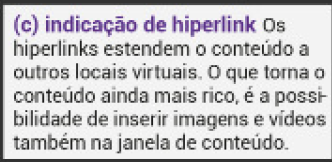 (c) indicação de hiperlink Os
hiperlinks estendem o conteúdo a
outros locais virtuais. O que torna o
conteúdo ainda mais rico, é a possi-
bilidade de inserir imagens e vídeos
também na janela de conteúdo.